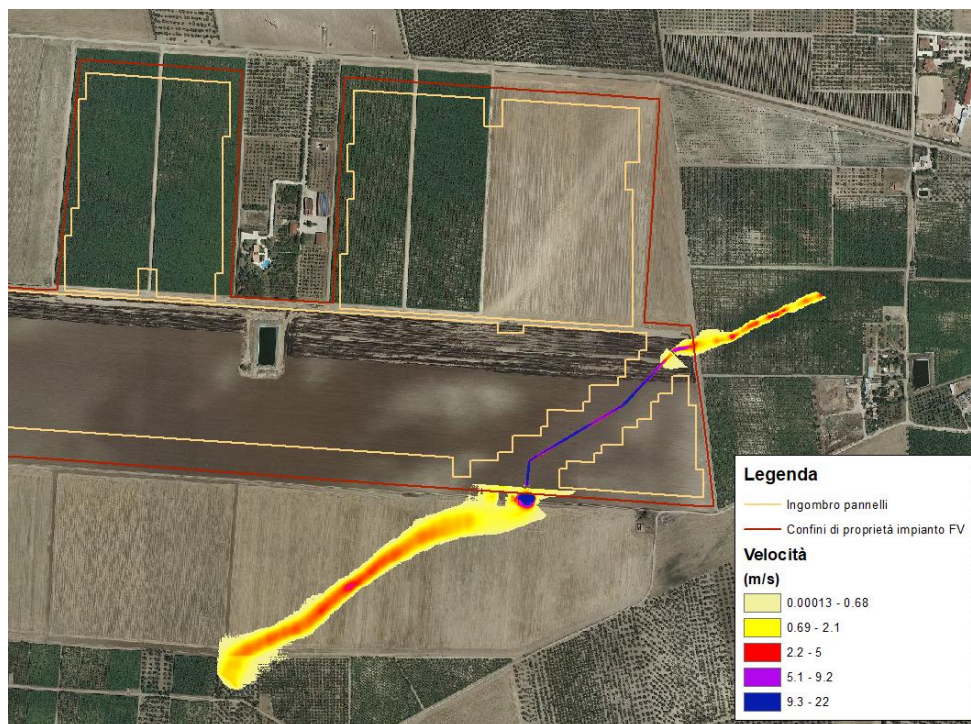 Legenda
Ingombro pannelli
Confini di proprietà impianto FV
Velocità
(m/s)
0.00013 - 0.68
0.69 - 2.1
2.2 - 5
5.1 - 9.2
9.3 - 22